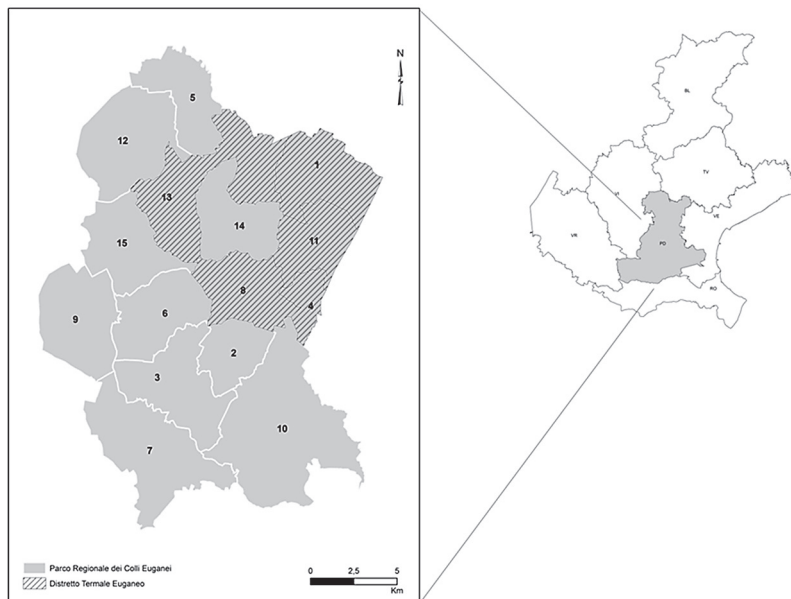 N
5
12
1
13
14
11
15
8
4
9
6
2
3
10
7
Parco Regionale dei Colli Euganei
Distretto Termale Euganeo
0 2,5 5
Km
BL
TV
VI
VE
VR
PD
RO